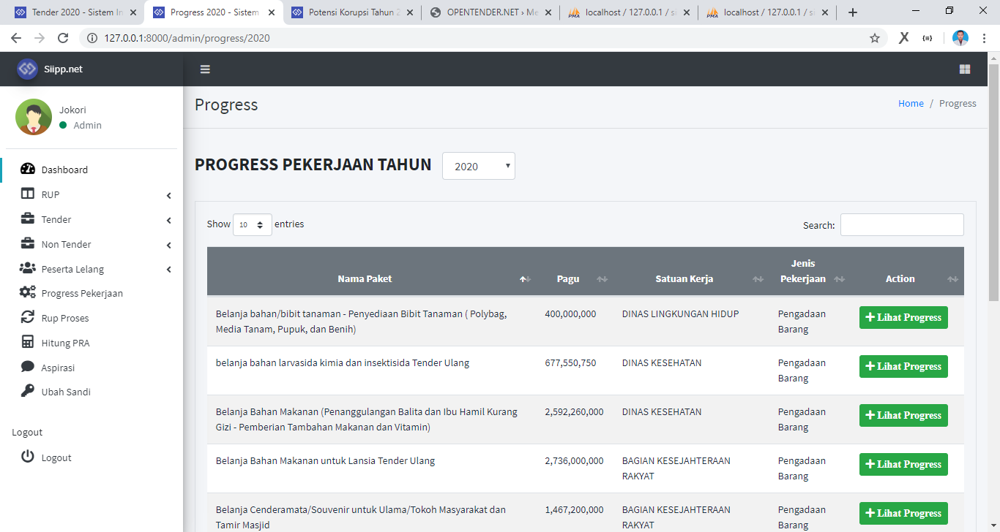 Tender 2020 - Sistem In
Progress 2020 - Sistem
Potensi Korupsi Tahun 2
OPENTENDER.NET › Me
localhost / 127.0.0.1 / si
localhost / 127.0.0.1 / si
127.0.0.1:8000/admin/progress/2020
Siipp.net
Jokori
Admin
Dashboard
RUP
Tender
Non Tender
Peserta Lelang
Progress Pekerjaan
Rup Proses
Hitung PRA
Aspirasi
Ubah Sandi
Logout
Logout
Progress
Home / Progress
PROGRESS PEKERJAAN TAHUN 2020
Show 10 entries
Search:
Nama Paket Pagu Satuan Kerja Jenis Pekerjaan Action
Belanja bahan/bibit tanaman - Penyediaan Bibit Tanaman ( Polybag, 400,000,000 DINAS LINGKUNGAN HIDUP Pengadaan Lihat Progress
Media Tanam, Pupuk, dan Benih) Barang
belanja bahan larvasida kimia dan insektisida Tender Ulang 677,550,750 DINAS KESEHATAN Pengadaan Lihat Progress
Barang
Belanja Bahan Makanan (Penanggulangan Balita dan Ibu Hamil Kurang 2,592,260,000 DINAS KESEHATAN Pengadaan Lihat Progress
Gizi - Pemberian Tambahan Makanan dan Vitamin) Barang
Belanja Bahan Makanan untuk Lansia Tender Ulang 2,736,000,000 BAGIAN KESEJAHTERAAN Pengadaan Lihat Progress
RAKYAT Barang
Belanja Cenderamata/Souvenir untuk Ulama/Tokoh Masyarakat dan 1,467,200,000 BAGIAN KESEJAHTERAAN Pengadaan Lihat Progress
Tamir Masjid RAKYAT Barang